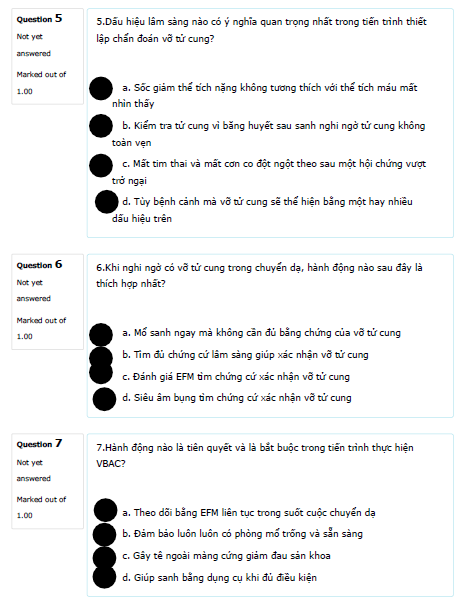 Question 5
Not yet
answered
Marked out of
1.00
5.Dấu hiệu lâm sàng nào có ý nghĩa quan trọng nhất trong tiến trình thiết
lập chẩn đoán vỡ tử cung?
a. Sốc giảm thể tích nặng không tương thích với thể tích máu mất
nhìn thấy
b. Kiểm tra tử cung vì băng huyết sau sanh nghi ngờ tử cung không
toàn vẹn
c. Mất tim thai và mất cơn co đột ngột theo sau một hội chứng vượt
trở ngại
d. Tùy bệnh cảnh mà vỡ tử cung sẽ thể hiện bằng một hay nhiều
dấu hiệu trên
Question 6
Not yet
answered
Marked out of
1.00
6.Khi nghi ngờ có vỡ tử cung trong chuyển dạ, hành động nào sau đây là
thích hợp nhất?
a. Mổ sanh ngay mà không cần đủ bằng chứng của vỡ tử cung
b. Tìm đủ chứng cứ lâm sàng giúp xác nhận vỡ tử cung
c. Đánh giá EFM tìm chứng cứ xác nhận vỡ tử cung
d. Siêu âm bụng tìm chứng cứ xác nhận vỡ tử cung
Question 7
Not yet
answered
Marked out of
1.00
7.Hành động nào là tiên quyết và là bắt buộc trong tiến trình thực hiện
VBAC?
a. Theo dõi bằng EFM liên tục trong suốt cuộc chuyển dạ
b. Đảm bảo luôn luôn có phòng mổ trống và sẵn sàng
c. Gây tê ngoài màng cứng giảm đau sản khoa
d. Giúp sanh bằng dụng cụ khi đủ điều kiện